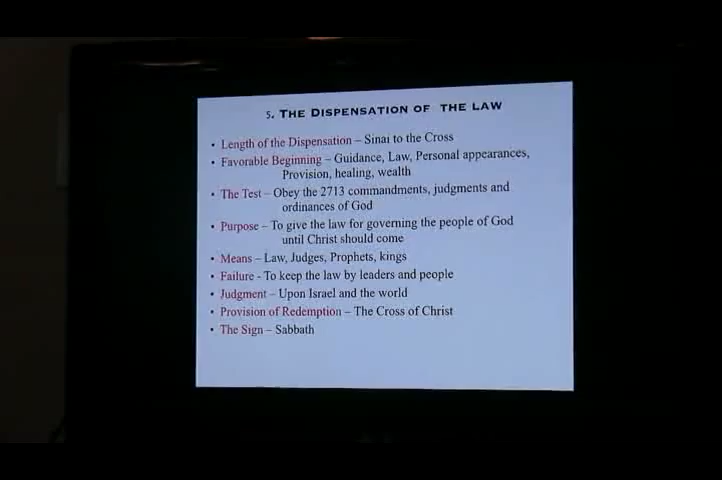 5. THE DISPENSATION OF THE LAW
• Length of the Dispensation – Sinai to the Cross
• Favorable Beginning – Guidance, Law, Personal appearances,
Provision, healing, wealth
• The Test – Obey the 2713 commandments, judgments and
ordinances of God
• Purpose – To give the law for governing the people of God
until Christ should come
• Means – Law, Judges, Prophets, kings
• Failure - To keep the law by leaders and people
• Judgment – Upon Israel and the world
• Provision of Redemption – The Cross of Christ
• The Sign – Sabbath